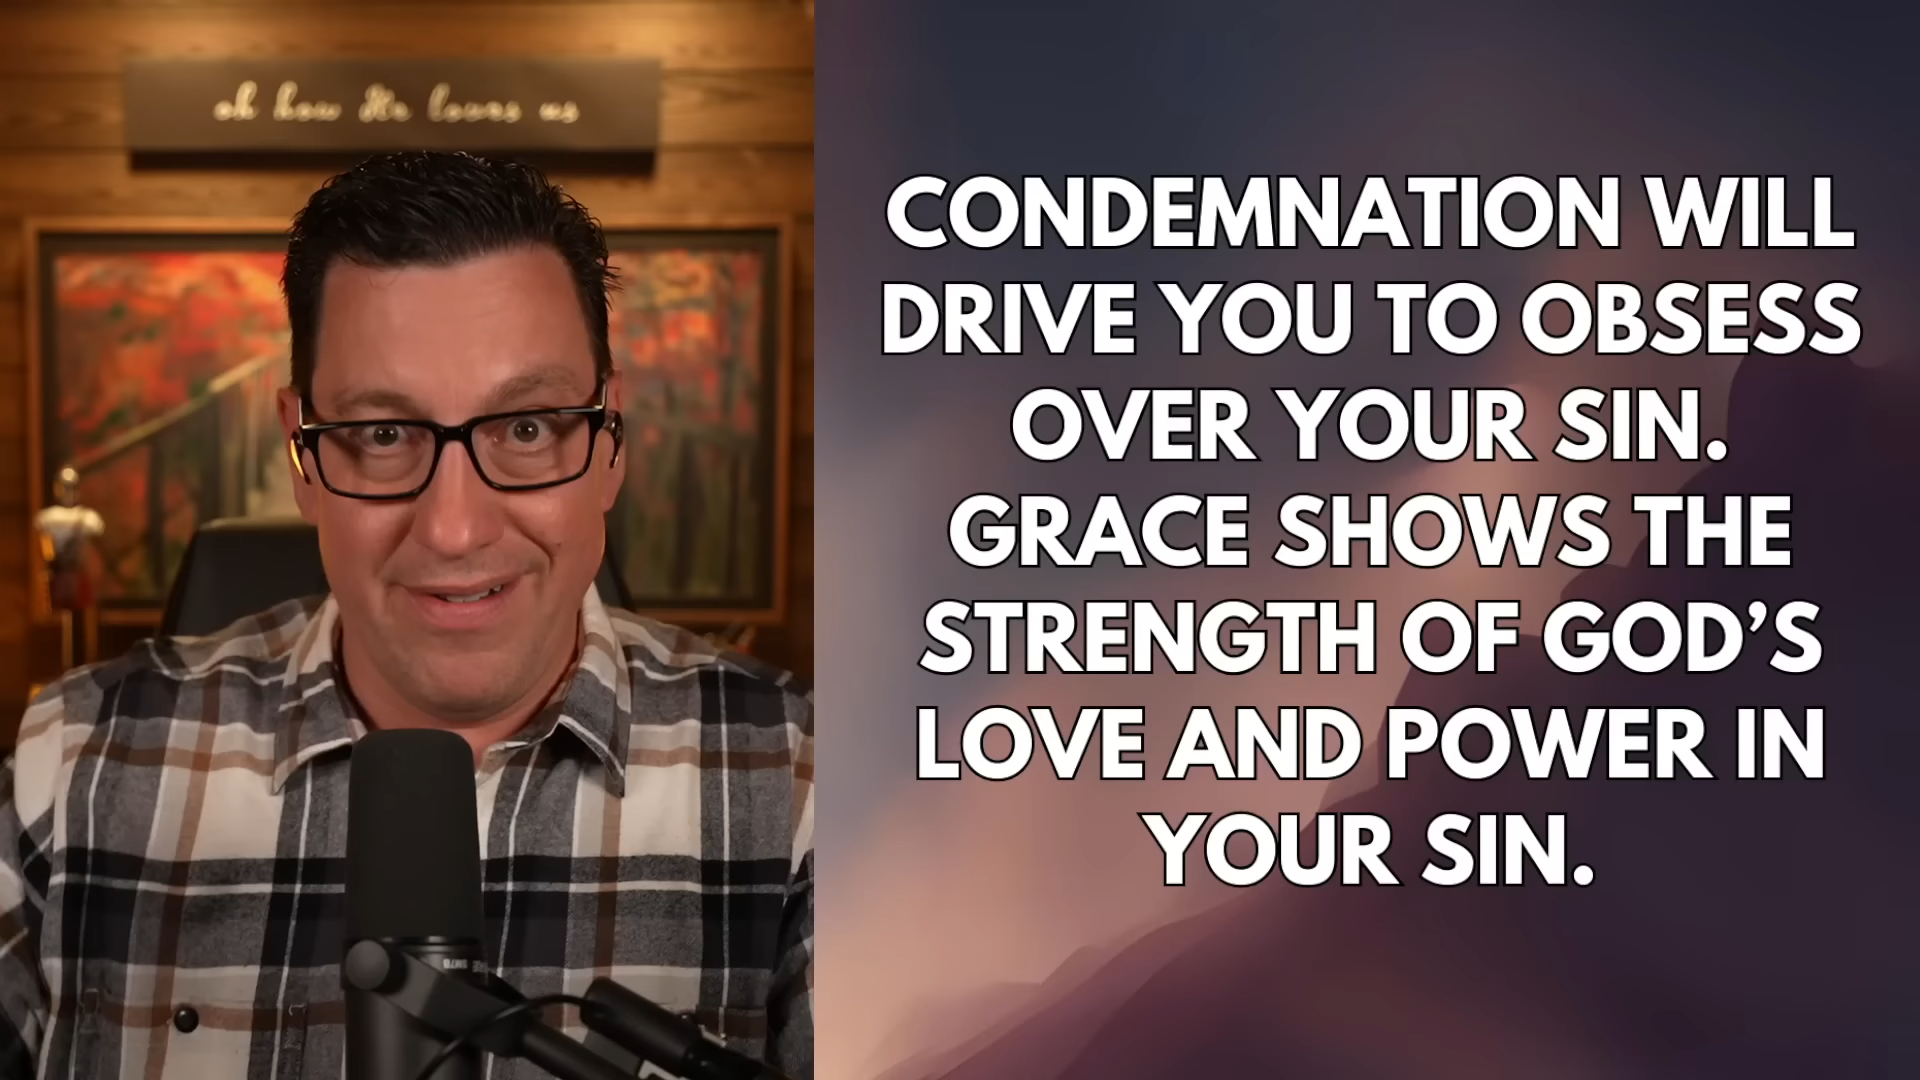 oh how He loves us
CONDEMNATION WILL
DRIVE YOU TO OBSESS
OVER YOUR SIN.
GRACE SHOWS THE
STRENGTH OF GOD’S
LOVE AND POWER IN
YOUR SIN.
SM7B